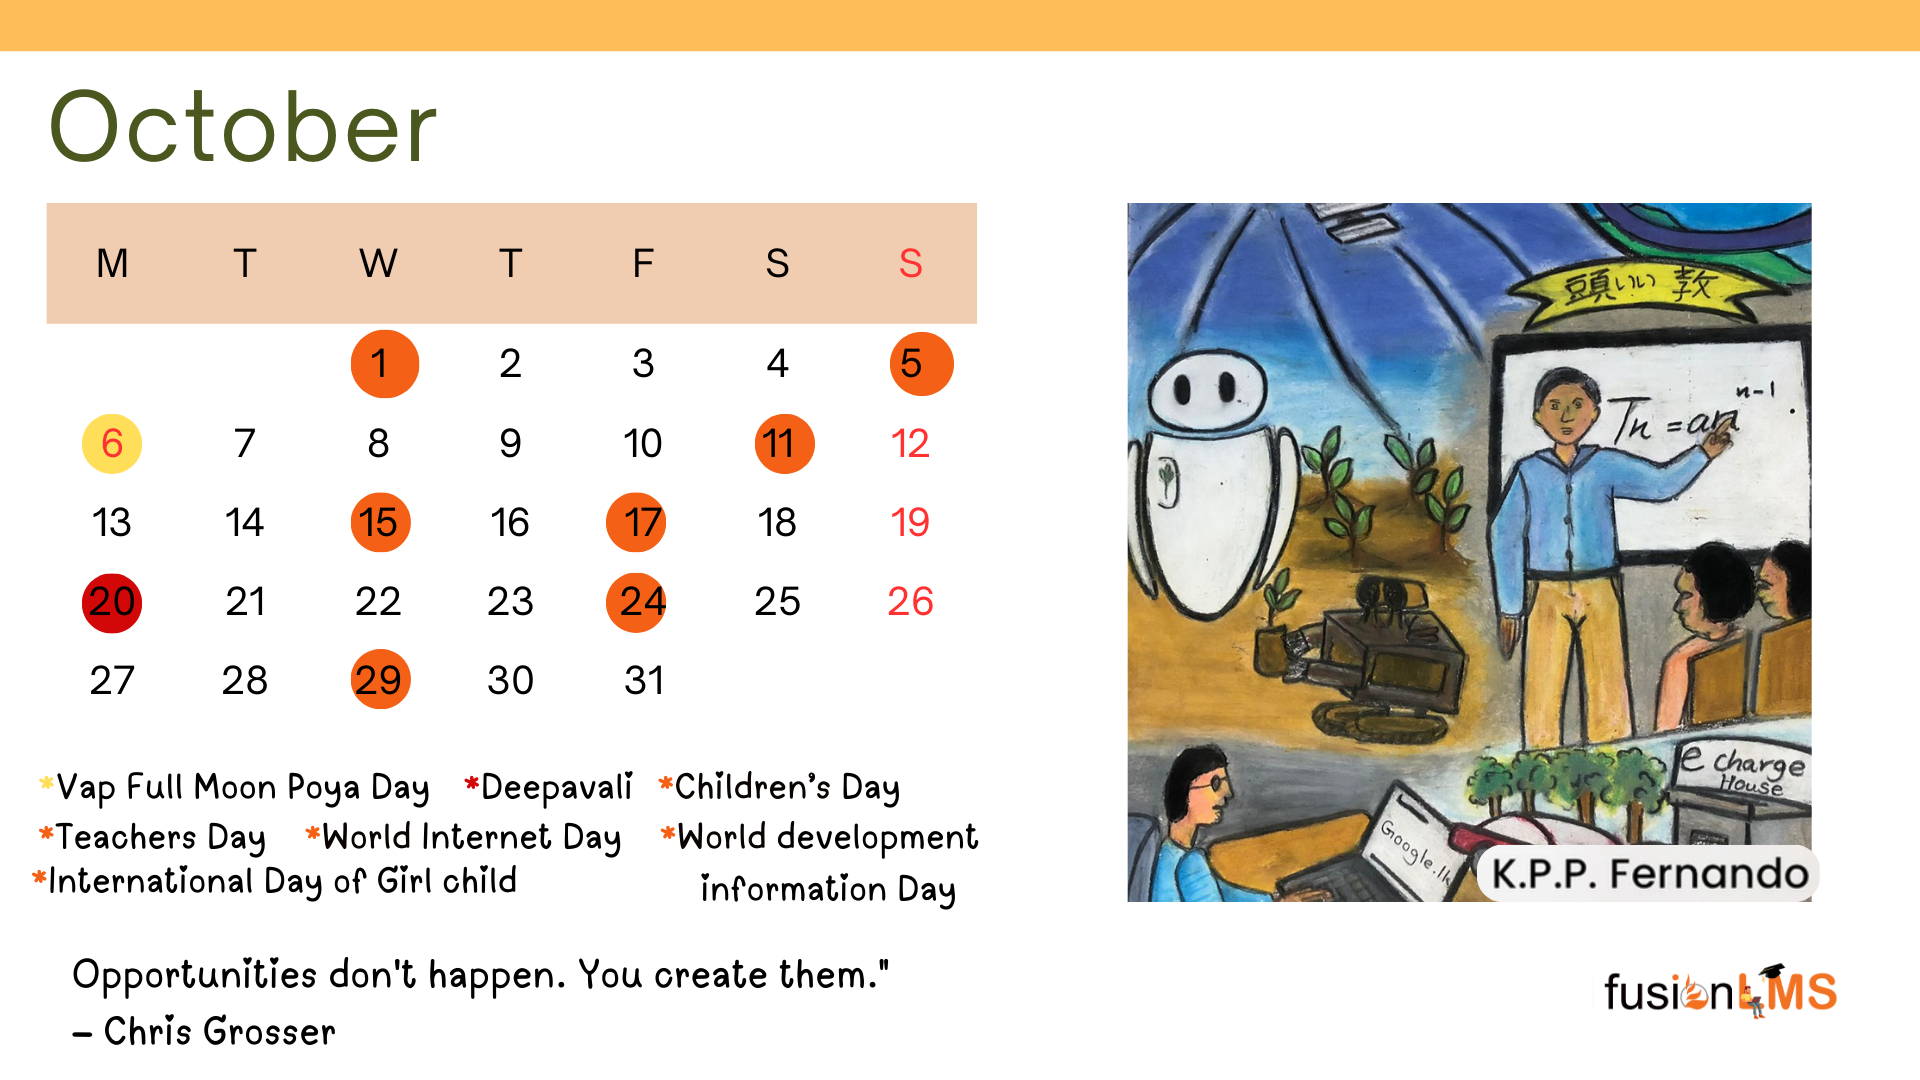 October
M T W T F S S
1 2 3 4 5
6 7 8 9 10 11 12
13 14 15 16 17 18 19
20 21 22 23 24 25 26
27 28 29 30 31
*Vap Full Moon Poya Day *Deepavali *Children's Day
*Teachers Day *World Internet Day *World development
information Day
*International Day of Girl child
Opportunities don't happen. You create them."
– Chris Grosser
頭いい 教
Tn = arⁿ⁻¹
e charge
House
Google.lk
K.P.P. Fernando
fusionLMS